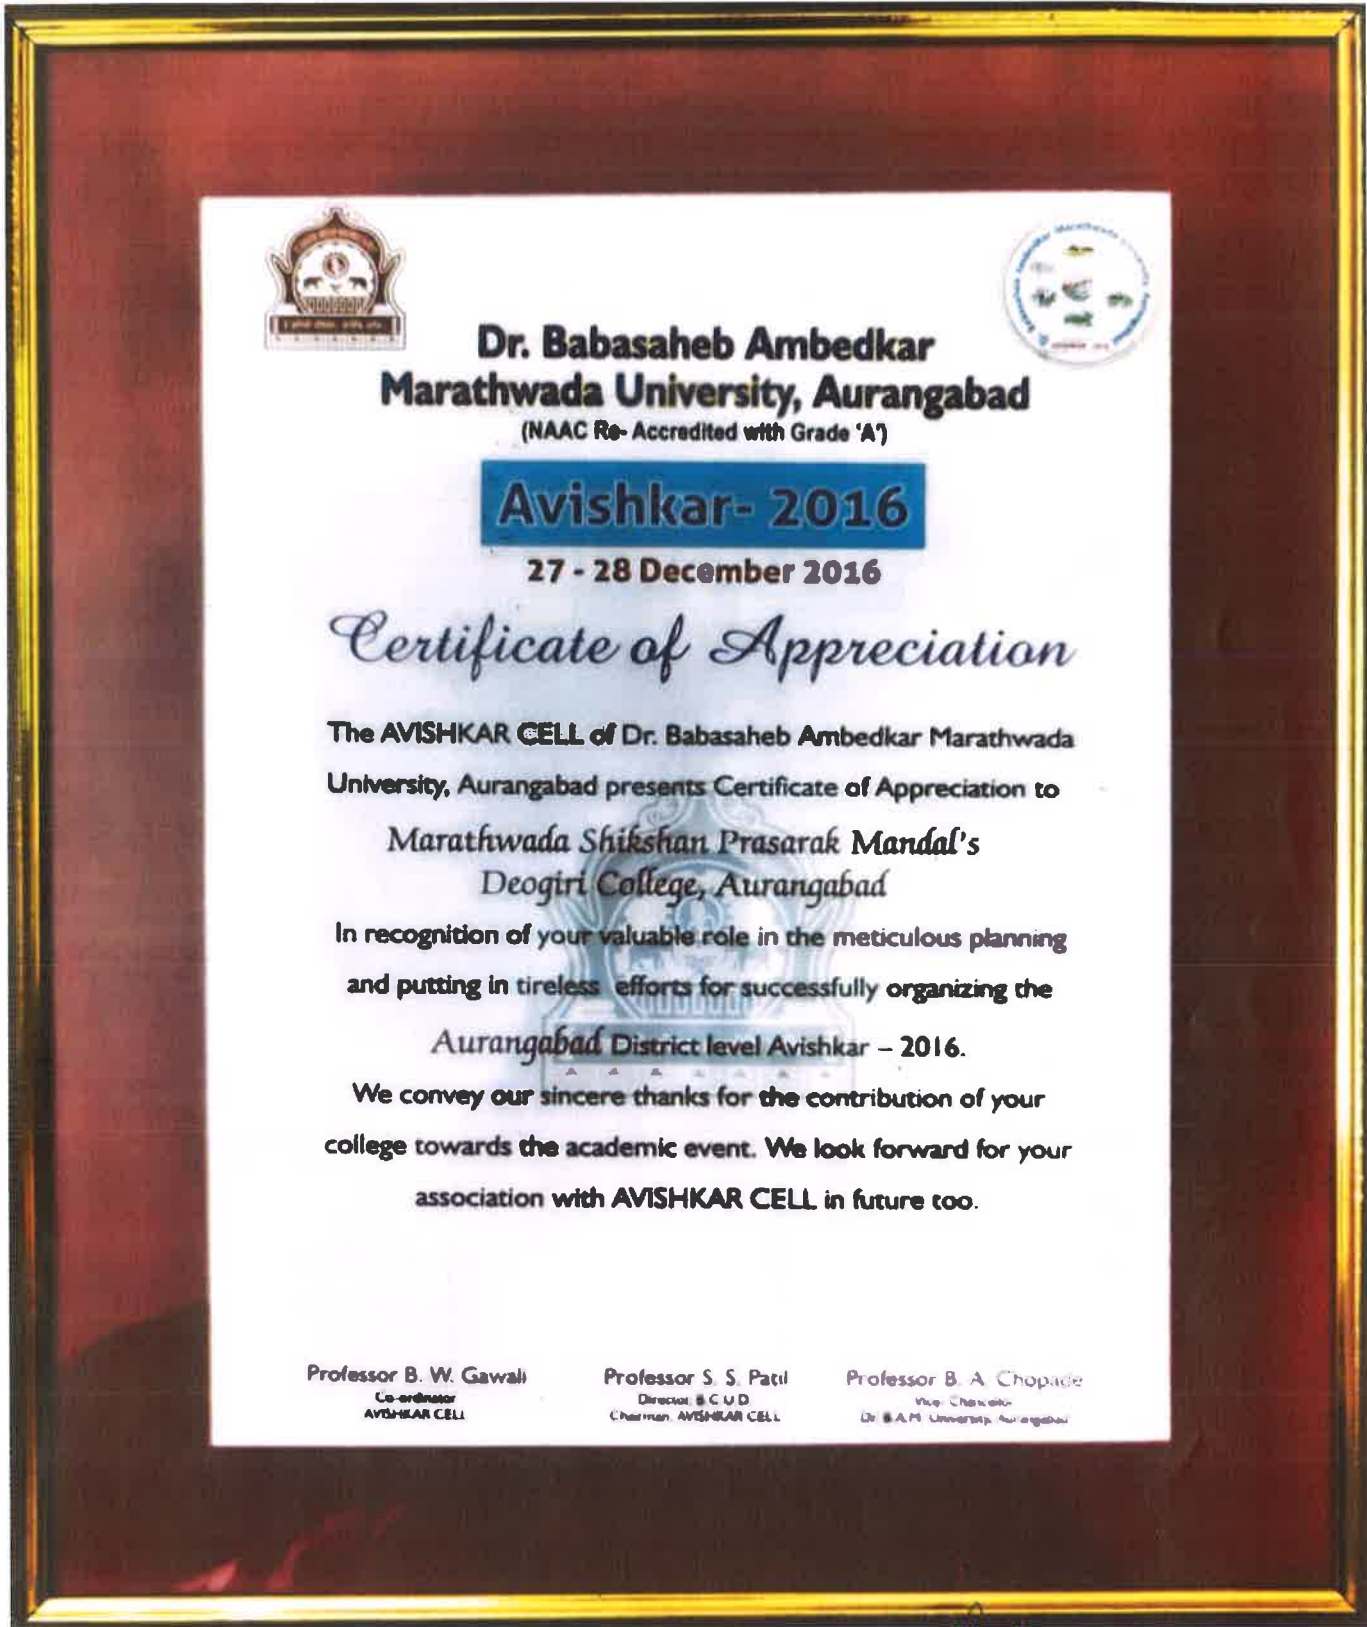 Dr. Babasaheb Ambedkar
Marathwada University, Aurangabad
(NAAC Re- Accredited with Grade 'A')
Avishkar- 2016
27 - 28 December 2016
Certificate of Appreciation
The AVISHKAR CELL of Dr. Babasaheb Ambedkar Marathwada
University, Aurangabad presents Certificate of Appreciation to
Marathwada Shikshan Prasarak Mandal's
Deogiri College, Aurangabad
In recognition of your valuable role in the meticulous planning
and putting in tireless efforts for successfully organizing the
Aurangabad District level Avishkar – 2016.
We convey our sincere thanks for the contribution of your
college towards the academic event. We look forward for your
association with AVISHKAR CELL in future too.
Professor B. W. Gawali
Co-ordinator
AVISHKAR CELL
Professor S. S. Patil
Director, B.C.U.D
Chairman, AVISHKAR CELL
Professor B. A. Chopade
Vice
Dr. B.A.M. University, Aurangabad